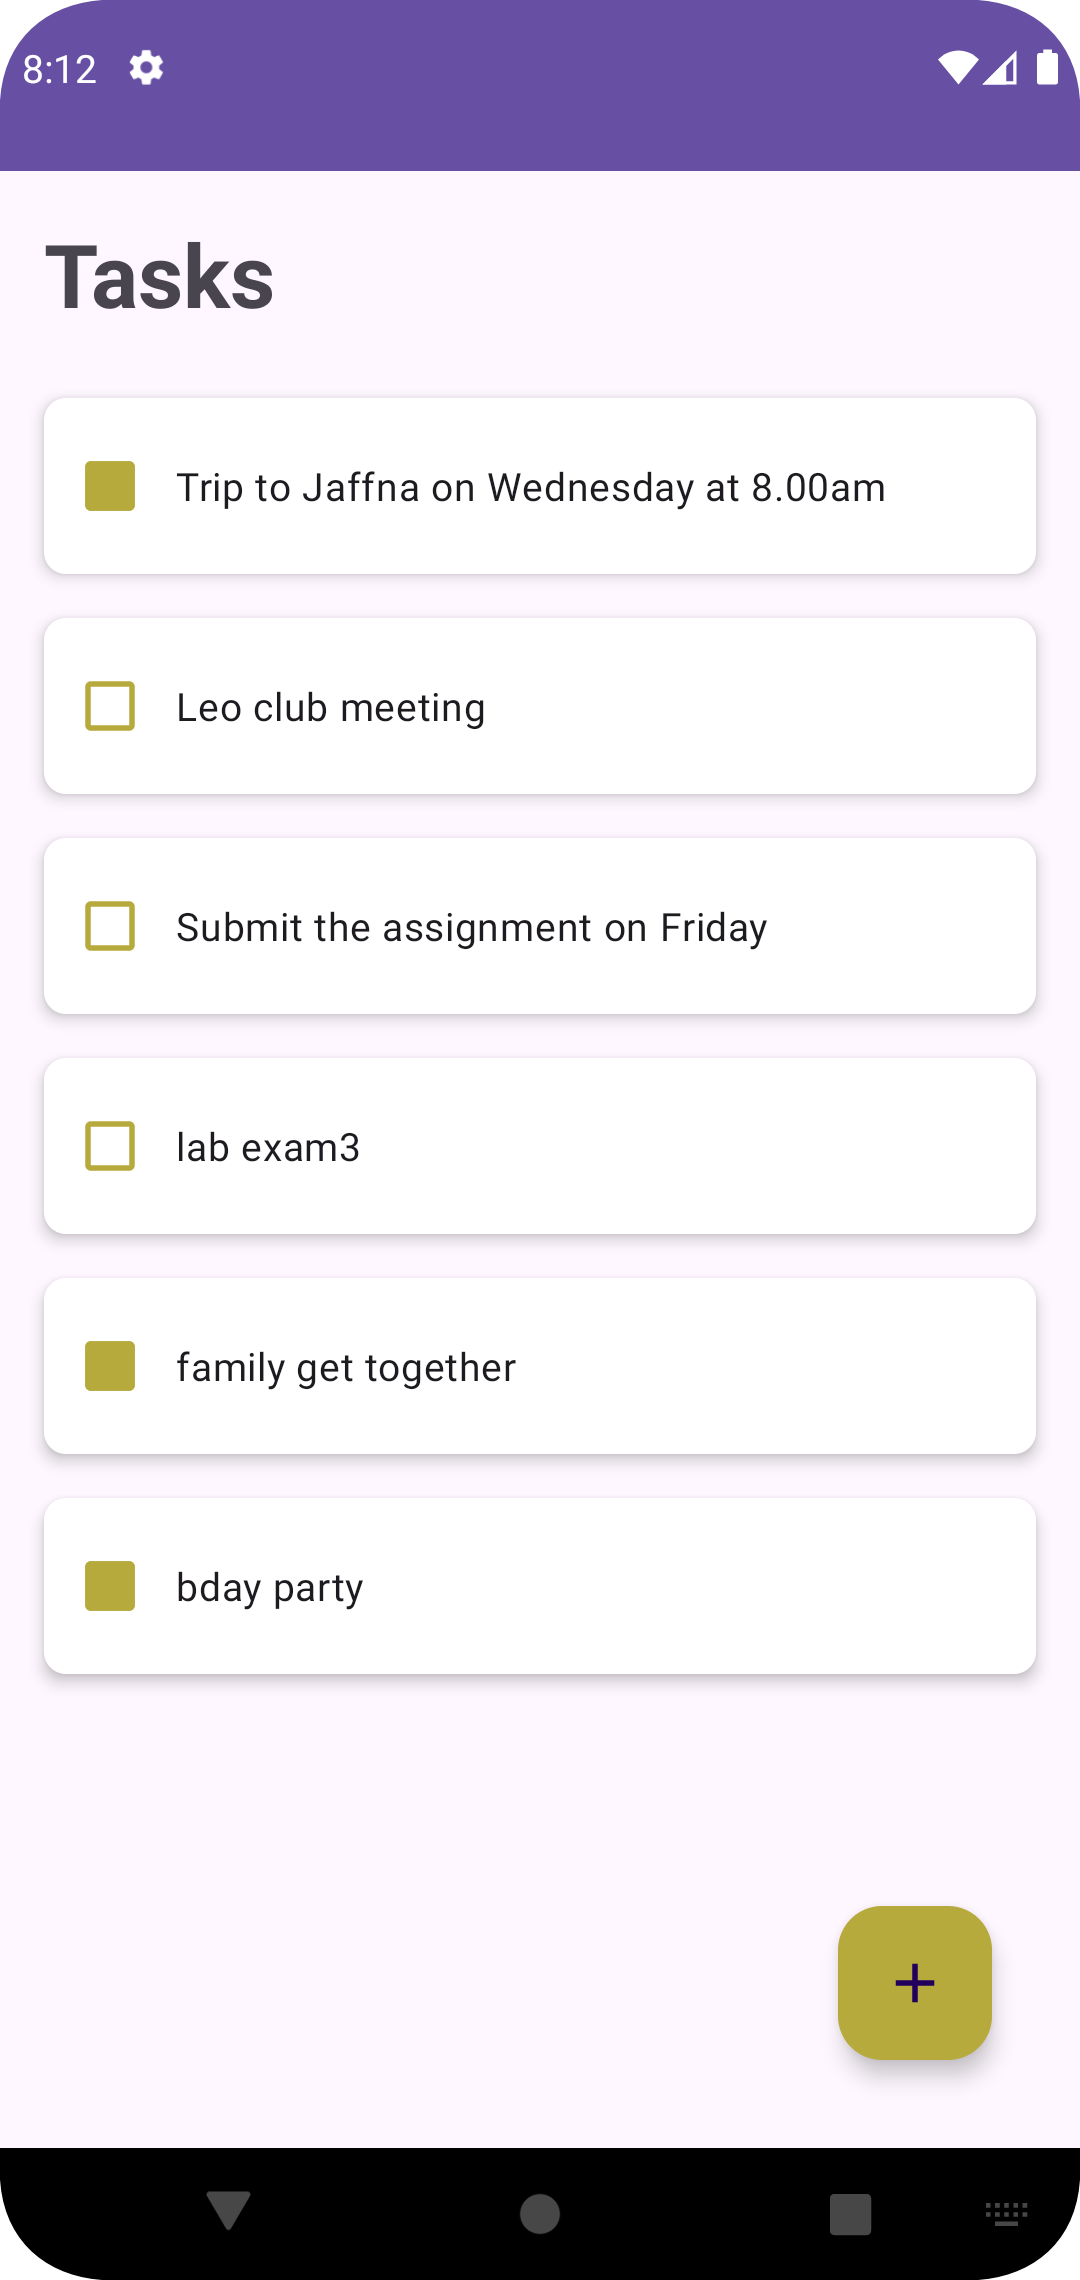 8:12
Tasks
Trip to Jaffna on Wednesday at 8.00am
Leo club meeting
Submit the assignment on Friday
lab exam3
family get together
bday party